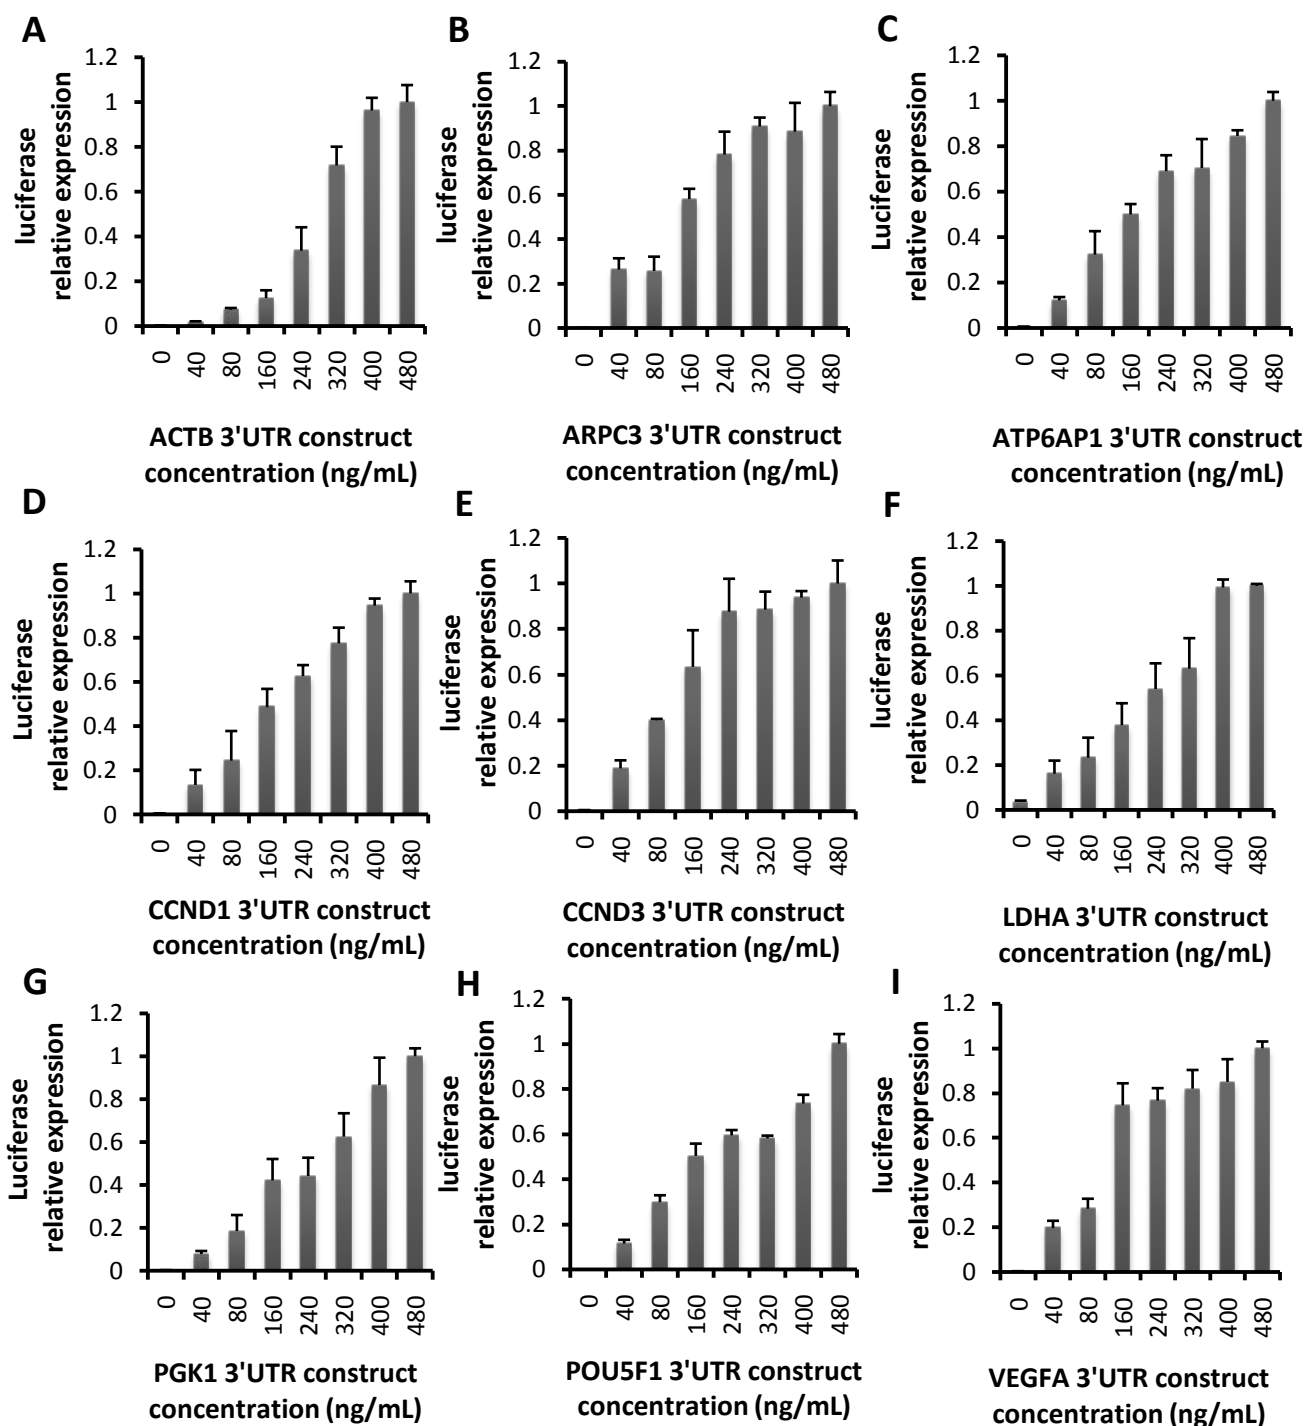 A
1.2
1
0.8
0.6
0.4
0.2
0
luciferase
relative expression
0 40 80 160 240 320 400 480
ACTB 3'UTR construct
concentration (ng/mL)
B
1.2
1
0.8
0.6
0.4
0.2
0
luciferase
relative expression
0 40 80 160 240 320 400 480
ARPC3 3'UTR construct
concentration (ng/mL)
C
1.2
1
0.8
0.6
0.4
0.2
0
Luciferase
relative expression
0 40 80 160 240 320 400 480
ATP6AP1 3'UTR construct
concentration (ng/mL)
D
1.2
1
0.8
0.6
0.4
0.2
0
Luciferase
relative expression
0 40 80 160 240 320 400 480
CCND1 3'UTR construct
concentration (ng/mL)
E
1.2
1
0.8
0.6
0.4
0.2
0
luciferase
relative expression
0 40 80 160 240 320 400 480
CCND3 3'UTR construct
concentration (ng/mL)
F
1.2
1
0.8
0.6
0.4
0.2
0
luciferase
relative expression
0 40 80 160 240 320 400 480
LDHA 3'UTR construct
concentration (ng/mL)
G
1.2
1
0.8
0.6
0.4
0.2
0
Luciferase
relative expression
0 40 80 160 240 320 400 480
PGK1 3'UTR construct
concentration (ng/mL)
H
1.2
1
0.8
0.6
0.4
0.2
0
luciferase
relative expression
0 40 80 160 240 320 400 480
POU5F1 3'UTR construct
concentration (ng/mL)
I
1.2
1
0.8
0.6
0.4
0.2
0
luciferase
relative expression
0 40 80 160 240 320 400 480
VEGFA 3'UTR construct
concentration (ng/mL)